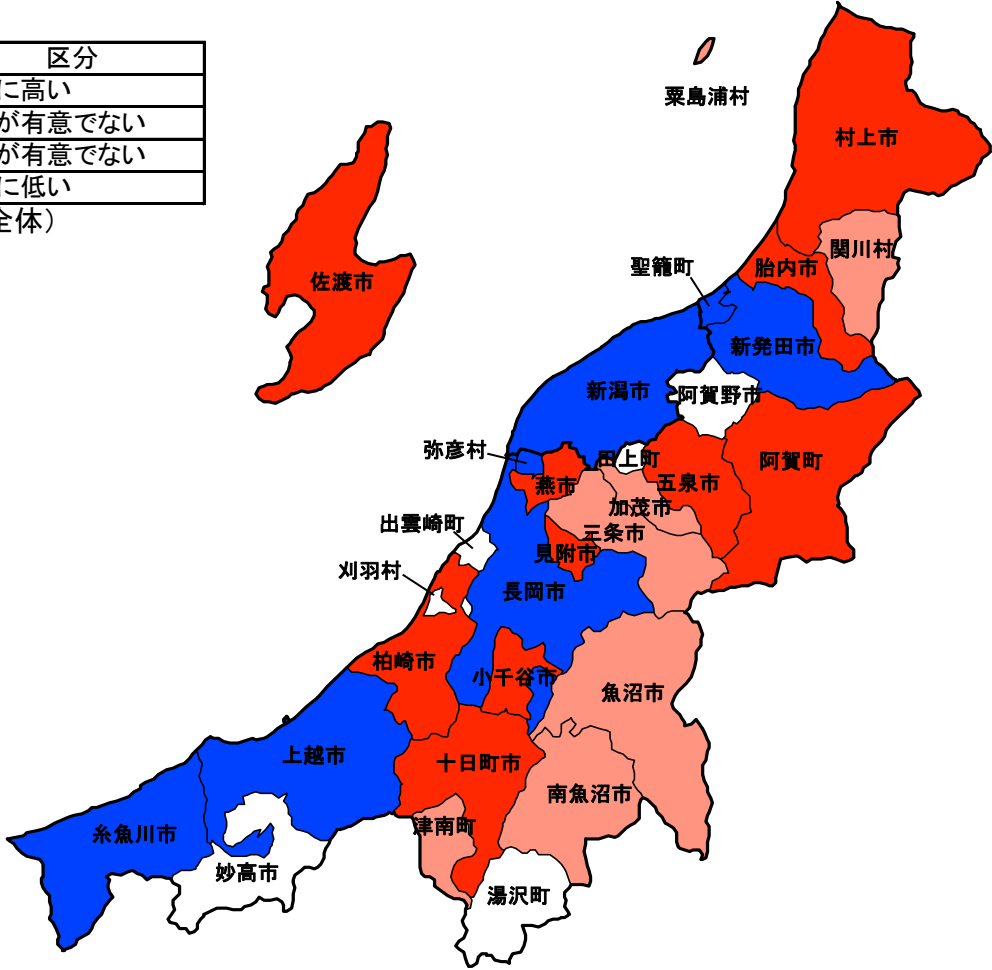 区分
に高い
が有意でない
が有意でない
に低い
全体）
粟島浦村
村上市
関川村
聖籠町
胎内市
佐渡市
新発田市
新潟市
阿賀野市
弥彦村
田上町
阿賀町
燕市
五泉市
加茂市
出雲崎町
三条市
見附市
刈羽村
長岡市
柏崎市
小千谷市
魚沼市
上越市
十日町市
南魚沼市
津南町
糸魚川市
妙高市
湯沢町